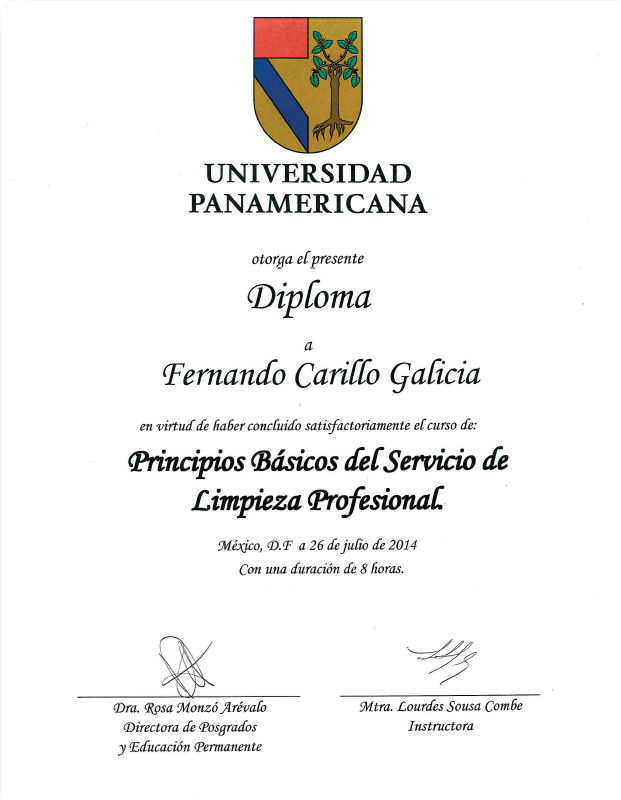 UNIVERSIDAD
PANAMERICANA
otorga el presente
Diploma
a
Fernando Carillo Galicia
en virtud de haber concluido satisfactoriamente el curso de:
Principios Básicos del Servicio de
Limpieza Profesional.
México, D.F a 26 de julio de 2014
Con una duración de 8 horas.
Dra. Rosa Monzó Arévalo
Directora de Posgrados
y Educación Permanente
Mtra. Lourdes Sousa Combe
Instructora